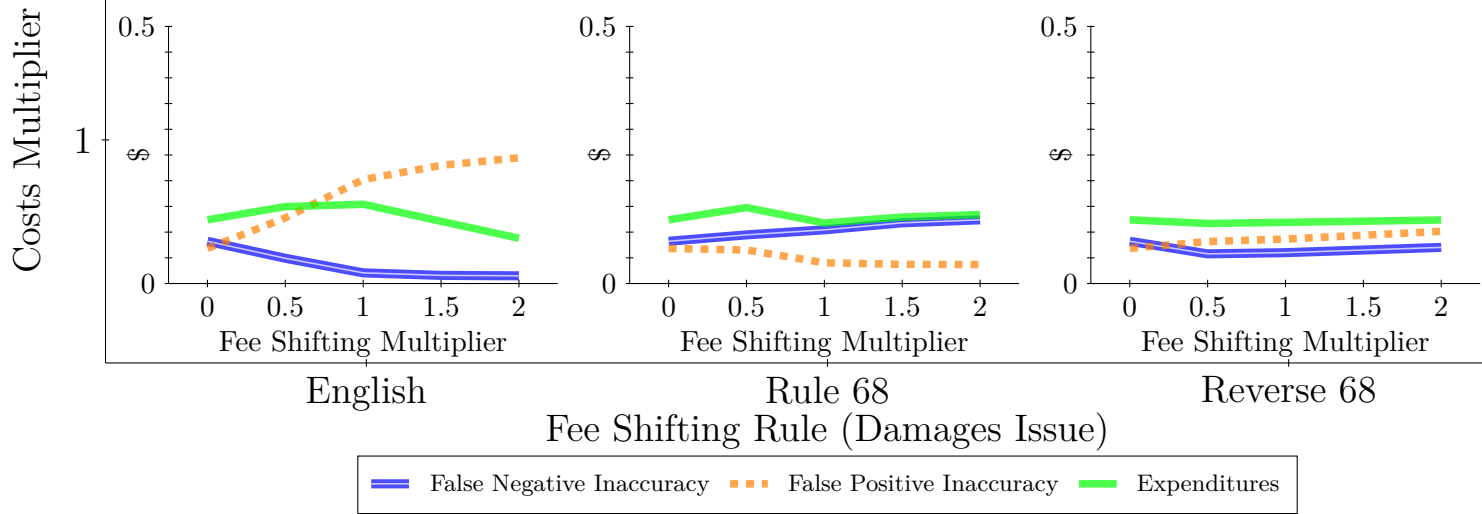 Costs Multiplier
1
0.5
0
$
0 0.5 1 1.5 2
Fee Shifting Multiplier
English
0.5
0
$
0 0.5 1 1.5 2
Fee Shifting Multiplier
Rule 68
0.5
0
$
0 0.5 1 1.5 2
Fee Shifting Multiplier
Reverse 68
Fee Shifting Rule (Damages Issue)
False Negative Inaccuracy False Positive Inaccuracy Expenditures